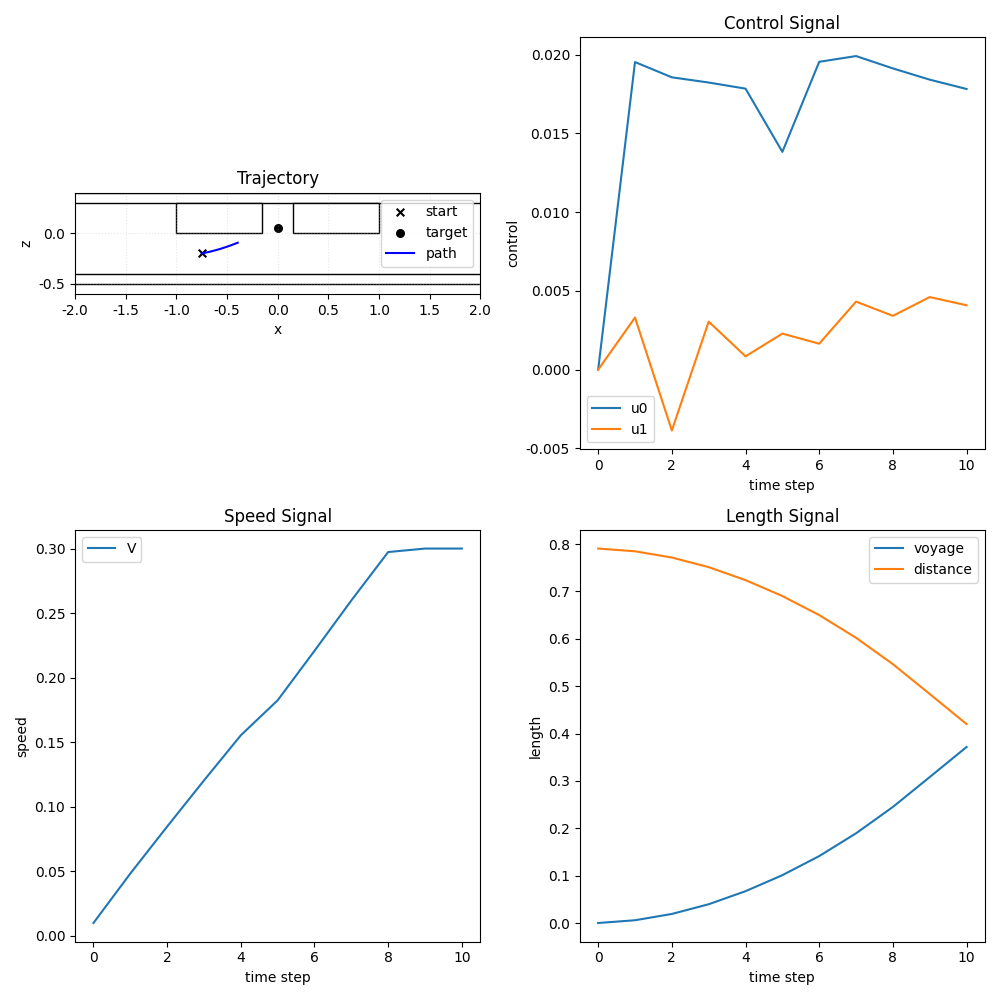 Trajectory
z
0.0
-0.5
-2.0 -1.5 -1.0 -0.5 0.0 0.5 1.0 1.5 2.0
x
start
target
path
Control Signal
control
0.020
0.015
0.010
0.005
0.000
-0.005
u0
u1
0 2 4 6 8 10
time step
Speed Signal
speed
0.30
0.25
0.20
0.15
0.10
0.05
0.00
V
0 2 4 6 8 10
time step
Length Signal
length
0.8
0.7
0.6
0.5
0.4
0.3
0.2
0.1
0.0
voyage
distance
0 2 4 6 8 10
time step